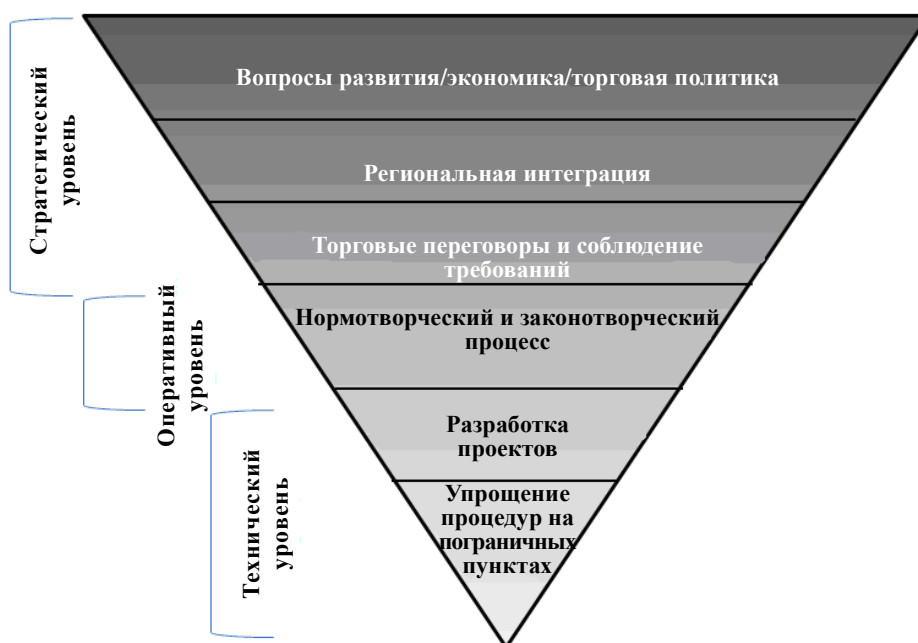 Стратегический
уровень
Оперативный
уровень
Технический
уровень
Вопросы развития/экономика/торговая политика
Региональная интеграция
Торговые переговоры и соблюдение
требований
Нормотворческий и законотворческий
процесс
Разработка
проектов
Упрощение
процедур на
пограничных
пунктах